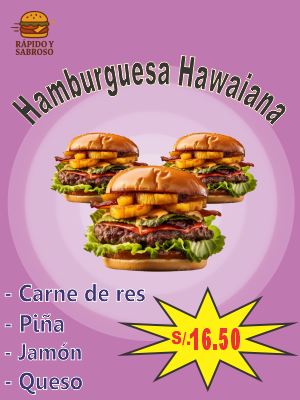 RÁPIDO Y
SABROSO
Hamburguesa Hawaiana
- Carne de res
- Piña
- Jamón
- Queso
S/.16.50